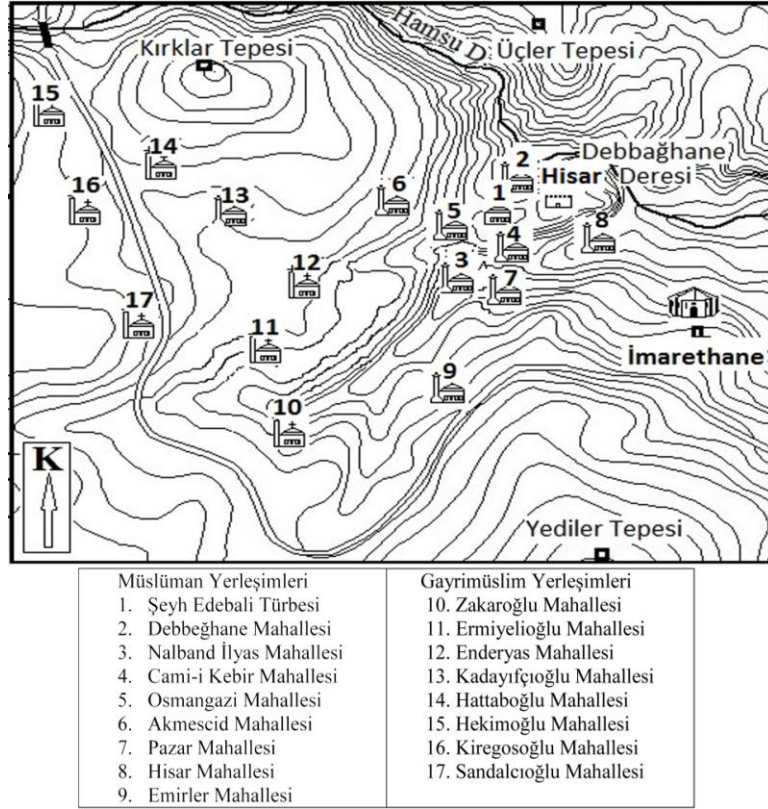 Hamsu D.
Üçler Tepesi
Kırklar Tepesi
15
14
2
Debbağhane
Deresi
Hisar
16
13
6
1
5
8
4
12
3
7
17
11
İmarethane
9
10
K
Yediler Tepesi
Müslüman Yerleşimleri
1. Şeyh Edebali Türbesi
2. Debbeğhane Mahallesi
3. Nalband İlyas Mahallesi
4. Cami-i Kebir Mahallesi
5. Osmangazi Mahallesi
6. Akmescid Mahallesi
7. Pazar Mahallesi
8. Hisar Mahallesi
9. Emirler Mahallesi
Gayrimüslim Yerleşimleri
10. Zakaroğlu Mahallesi
11. Ermiyelioğlu Mahallesi
12. Enderyas Mahallesi
13. Kadayıfçıoğlu Mahallesi
14. Hattaboğlu Mahallesi
15. Hekimoğlu Mahallesi
16. Kiregosoğlu Mahallesi
17. Sandalcıoğlu Mahallesi